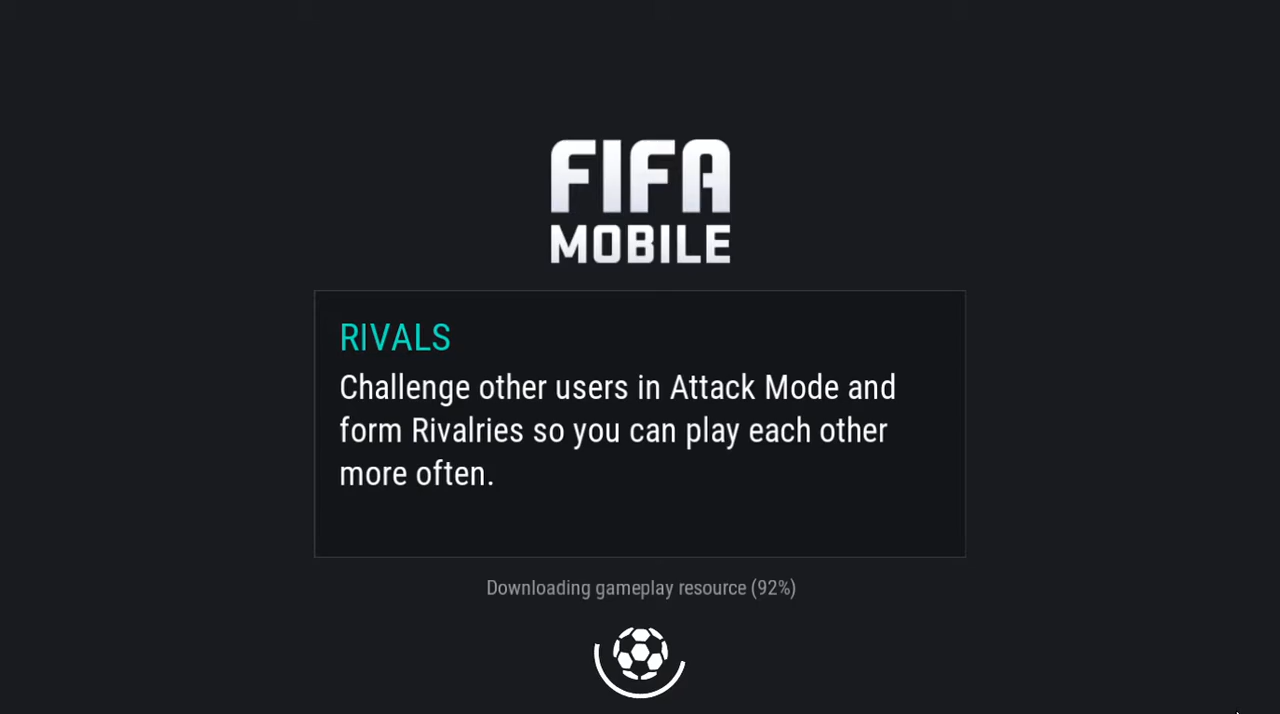 FIFA
MOBILE
RIVALS
Challenge other users in Attack Mode and
form Rivalries so you can play each other
more often.
Downloading gameplay resource (92%)